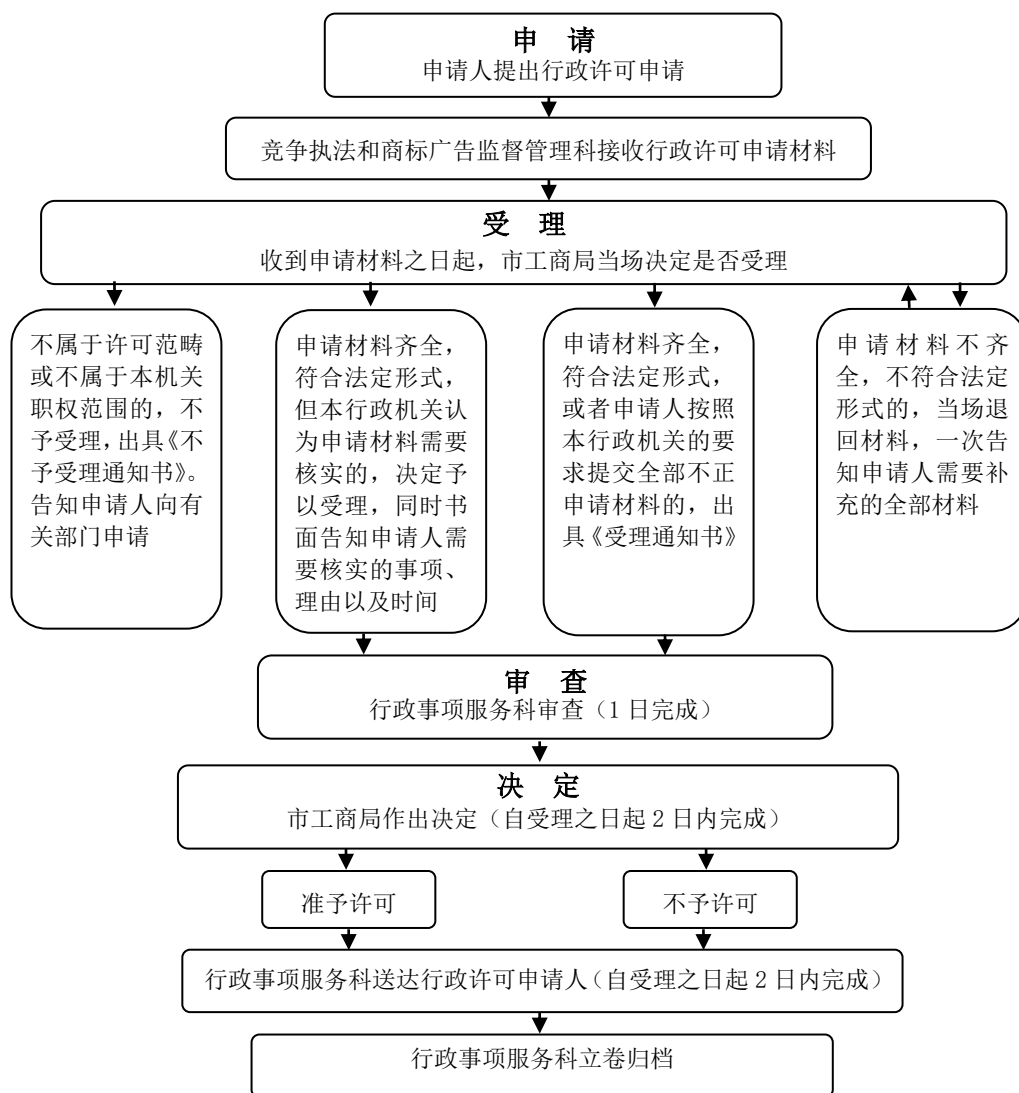 申 请
申请人提出行政许可申请
竞争执法和商标广告监督管理科接收行政许可申请材料
受 理
收到申请材料之日起，市工商局当场决定是否受理
不属于许可范畴
或不属于本机关
职权范围的，不
予受理，出具《不
予受理通知书》。
告知申请人向有
关部门申请
申请材料齐全，
符合法定形式，
但本行政机关认
为申请材料需要
核实的，决定予
以受理，同时书
面告知申请人需
要核实的事项、
理由以及时间
申请材料齐全，
符合法定形式，
或者申请人按照
本行政机关的要
求提交全部不正
申请材料的，出
具《受理通知书》
申请材料不齐
全，不符合法定
形式的，当场退
回材料，一次告
知申请人需要补
充的全部材料
审 查
行政事项服务科审查（1 日完成）
决 定
市工商局作出决定（自受理之日起 2 日内完成）
准予许可
不予许可
行政事项服务科送达行政许可申请人（自受理之日起 2 日内完成）
行政事项服务科立卷归档